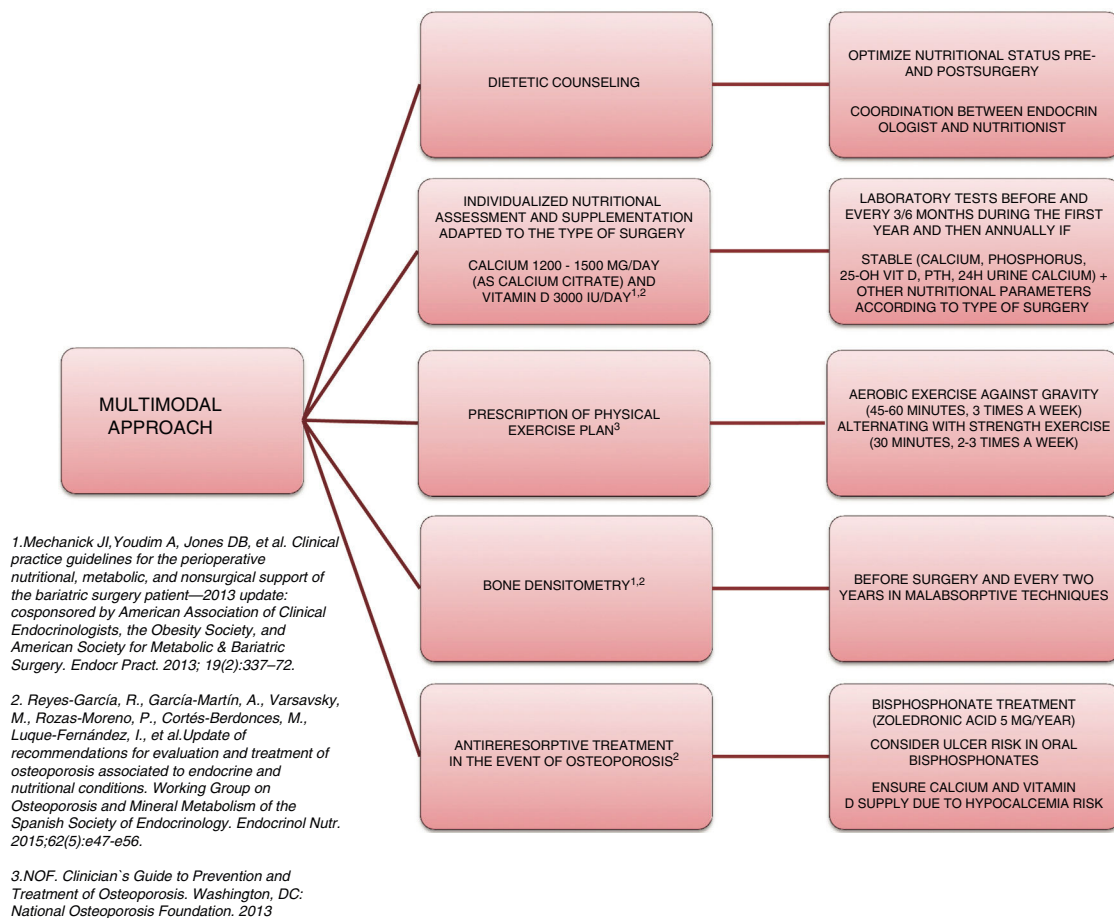 MULTIMODAL
APPROACH
DIETETIC COUNSELING
OPTIMIZE NUTRITIONAL STATUS PRE-
AND POSTSURGERY
COORDINATION BETWEEN ENDOCRIN
OLOGIST AND NUTRITIONIST
INDIVIDUALIZED NUTRITIONAL
ASSESSMENT AND SUPPLEMENTATION
ADAPTED TO THE TYPE OF SURGERY
CALCIUM 1200 - 1500 MG/DAY
(AS CALCIUM CITRATE) AND
VITAMIN D 3000 IU/DAY1,2
LABORATORY TESTS BEFORE AND
EVERY 3/6 MONTHS DURING THE FIRST
YEAR AND THEN ANNUALLY IF
STABLE (CALCIUM, PHOSPHORUS,
25-OH VIT D, PTH, 24H URINE CALCIUM) +
OTHER NUTRITIONAL PARAMETERS
ACCORDING TO TYPE OF SURGERY
PRESCRIPTION OF PHYSICAL
EXERCISE PLAN3
AEROBIC EXERCISE AGAINST GRAVITY
(45-60 MINUTES, 3 TIMES A WEEK)
ALTERNATING WITH STRENGTH EXERCISE
(30 MINUTES, 2-3 TIMES A WEEK)
BONE DENSITOMETRY1,2
BEFORE SURGERY AND EVERY TWO
YEARS IN MALABSORPTIVE TECHNIQUES
ANTIRERESORPTIVE TREATMENT
IN THE EVENT OF OSTEOPOROSIS2
BISPHOSPHONATE TREATMENT
(ZOLEDRONIC ACID 5 MG/YEAR)
CONSIDER ULCER RISK IN ORAL
BISPHOSPHONATES
ENSURE CALCIUM AND VITAMIN
D SUPPLY DUE TO HYPOCALCEMIA RISK
1.Mechanick JI,Youdim A, Jones DB, et al. Clinical
practice guidelines for the perioperative
nutritional, metabolic, and nonsurgical support of
the bariatric surgery patient—2013 update:
cosponsored by American Association of Clinical
Endocrinologists, the Obesity Society, and
American Society for Metabolic & Bariatric
Surgery. Endocr Pract. 2013; 19(2):337–72.
2. Reyes-García, R., García-Martín, A., Varsavsky,
M., Rozas-Moreno, P., Cortés-Berdonces, M.,
Luque-Fernández, I., et al.Update of
recommendations for evaluation and treatment of
osteoporosis associated to endocrine and
nutritional conditions. Working Group on
Osteoporosis and Mineral Metabolism of the
Spanish Society of Endocrinology. Endocrinol Nutr.
2015;62(5):e47-e56.
3.NOF. Clinician`s Guide to Prevention and
Treatment of Osteoporosis. Washington, DC:
National Osteoporosis Foundation. 2013